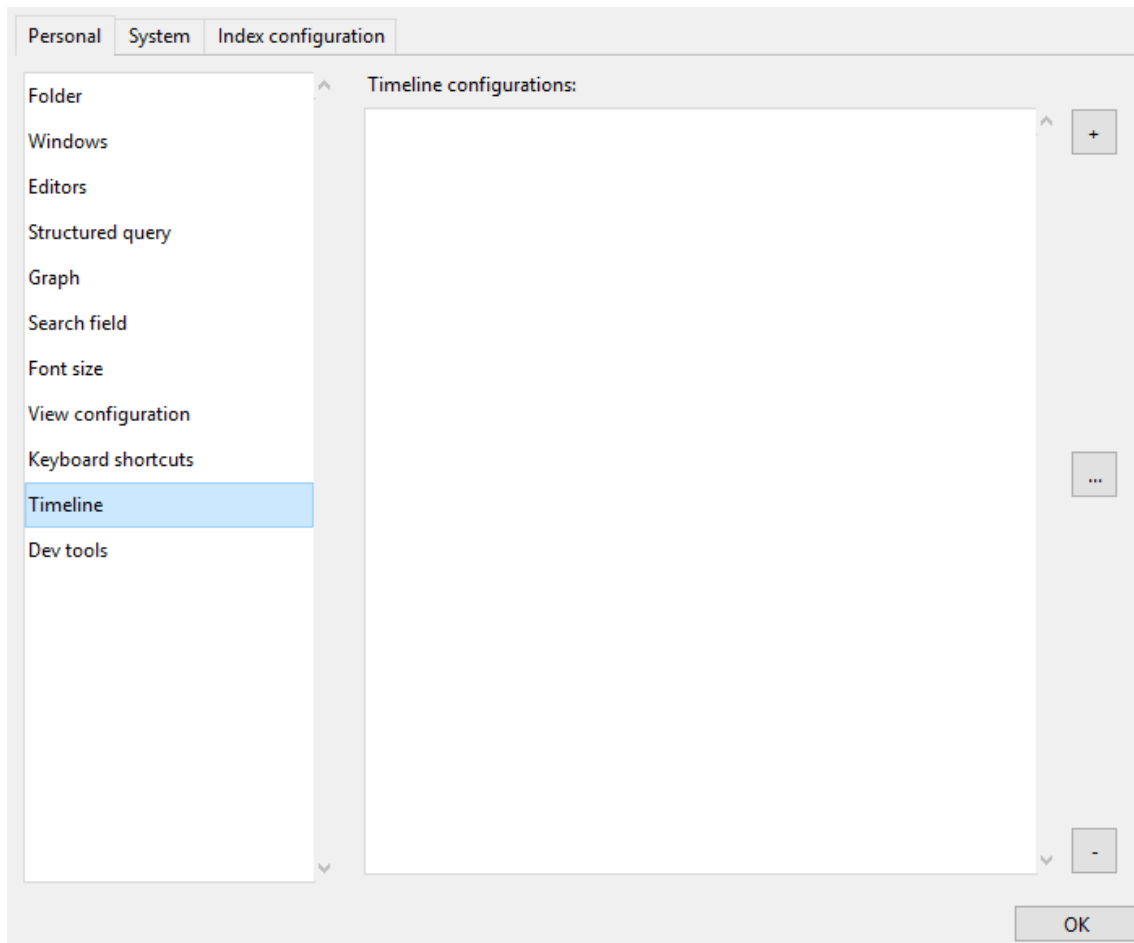 Personal System Index configuration
Timeline configurations:
Folder
Windows
Editors
Structured query
Graph
Search field
Font size
View configuration
Keyboard shortcuts
Timeline
Dev tools
+
...
-
OK